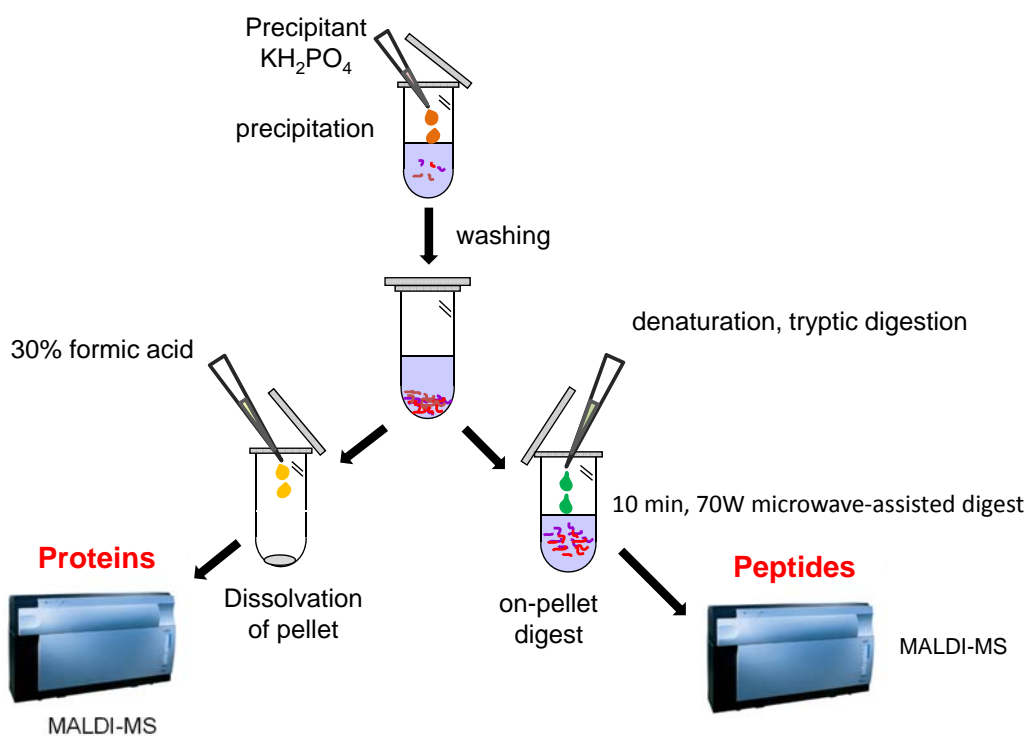 Precipitant
KH₂PO₄
precipitation
washing
30% formic acid
denaturation, tryptic digestion
10 min, 70W microwave-assisted digest
Proteins
Dissolvation
of pellet
on-pellet
digest
Peptides
MALDI-MS
MALDI-MS